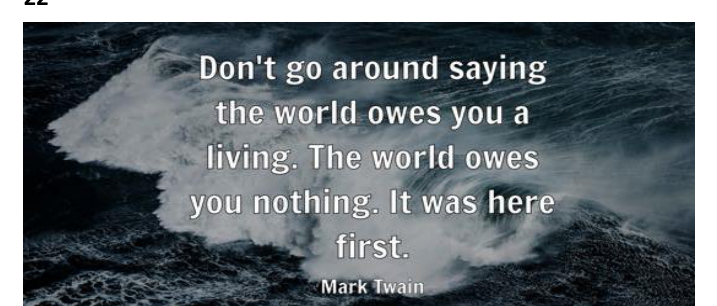 Don't go around saying
the world owes you a
living. The world owes
you nothing. It was here
first.
Mark Twain